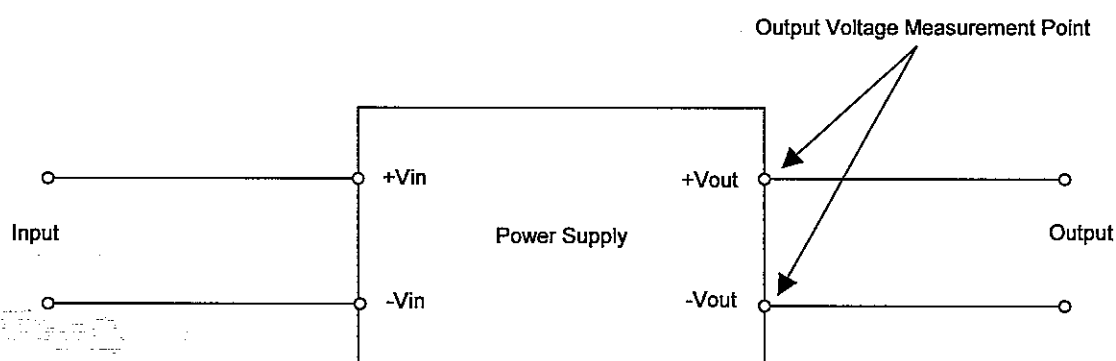 Output Voltage Measurement Point
+Vin
+Vout
Input
Power Supply
Output
-Vin
-Vout